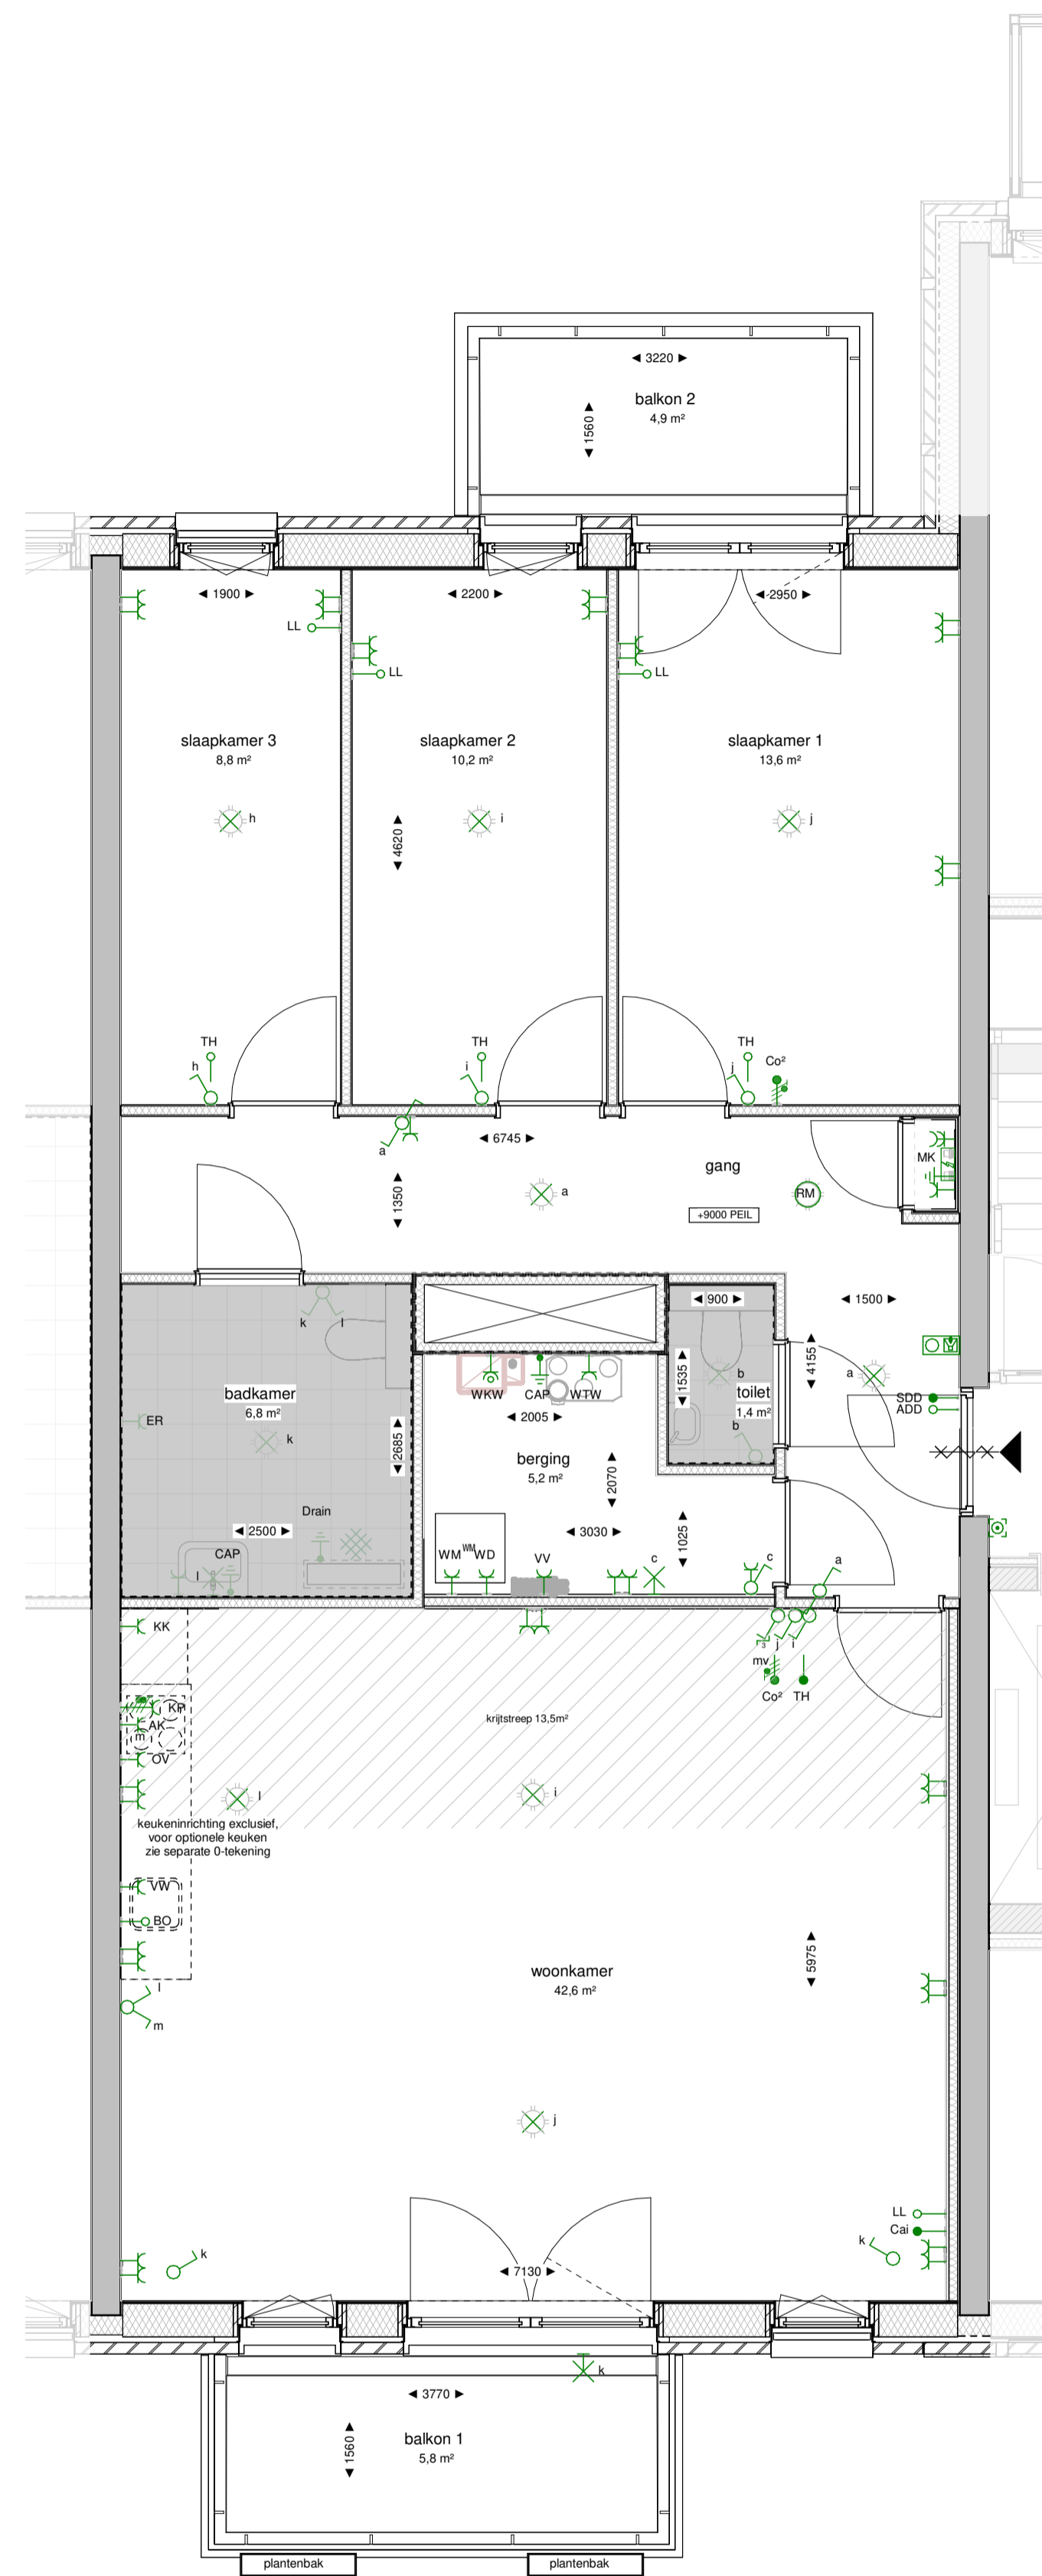 3220
balkon 2
4,9 m²
1560
1900
2200
2950
LL
LL
LL
slaapkamer 3
8,8 m²
slaapkamer 2
10,2 m²
slaapkamer 1
13,6 m²
h
i
j
4620
TH
TH
TH
Co²
h
i
j
a
6745
gang
MK
1350
a
RM
+9000 PEIL
900
1500
k
l
4155
1535
b
a
badkamer
6,8 m²
WKW
CAP
WTW
toilet
1,4 m²
SDD
ADD
ER
k
2685
2005
b
berging
5,2 m²
2070
Drain
2500
3030
1025
CAP
l
WM
WM
WD
VV
c
c
a
KK
3
j
i
mv
Co²
TH
KP
AK
m
OV
krijtstreep 13,5m²
l
i
keukeninrichting exclusief,
voor optionele keuken
zie separate 0-tekening
VW
BO
5975
woonkamer
42,6 m²
l
m
j
LL
Cai
k
k
7130
k
3770
balkon 1
5,8 m²
1560
plantenbak
plantenbak